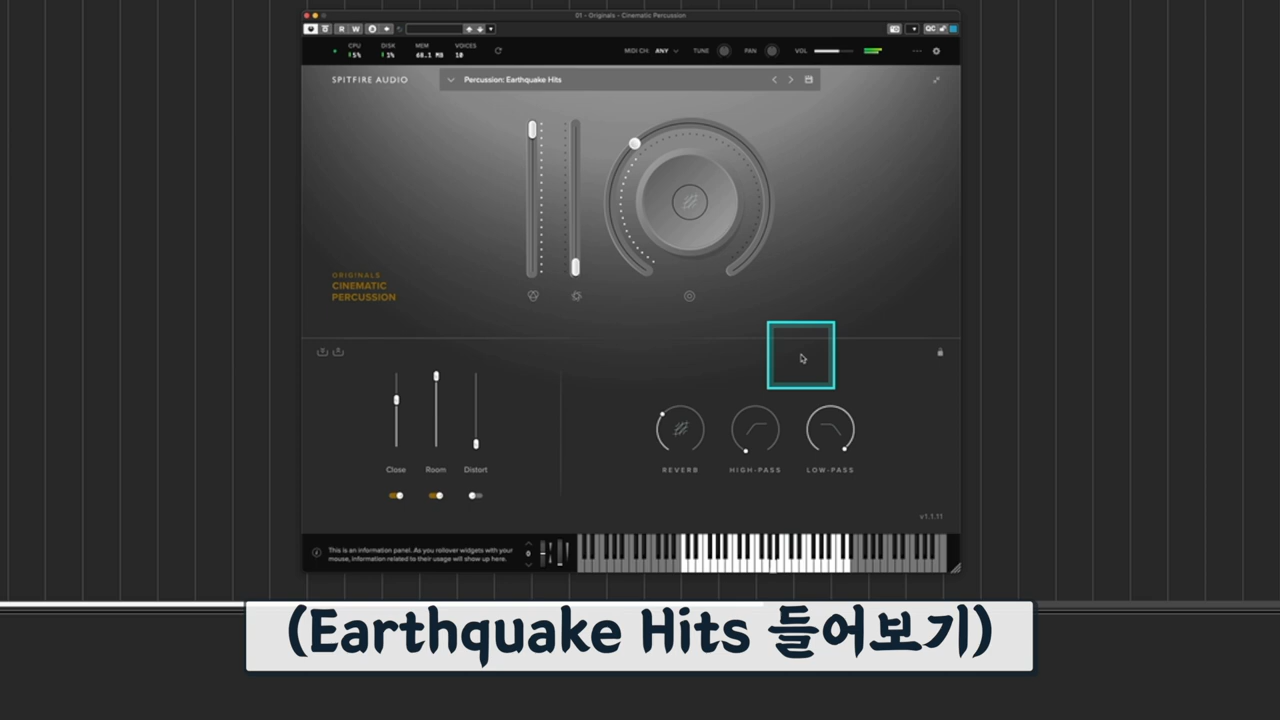 01 - Originals - Cinematic Percussion
R W
QC
CPU DISK MEM VOICES
5% 1% 68.1 MB 10
MIDI CH: ANY TUNE PAN VOL
SPITFIRE AUDIO
Percussion: Earthquake Hits
ORIGINALS
CINEMATIC
PERCUSSION
Close Room Distort
REVERB HIGH-PASS LOW-PASS
v1.1.11
This is an information panel. As you rollover widgets with your
mouse, information related to their usage will show up here.
0
(Earthquake Hits 들어보기)